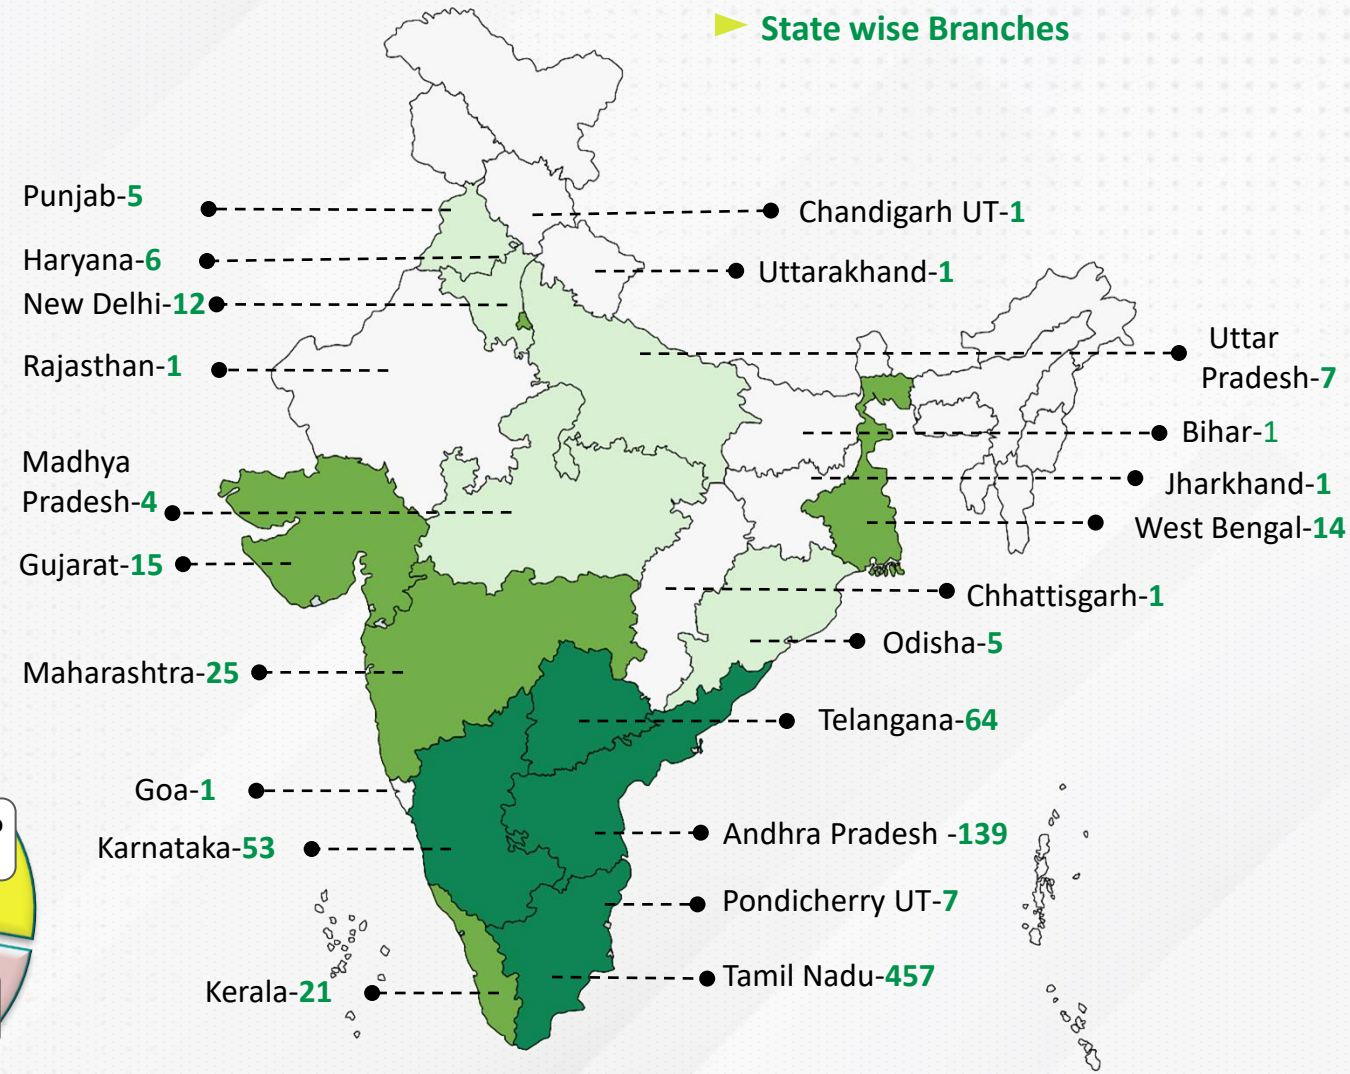 State wise Branches
Punjab-5
Haryana-6
New Delhi-12
Rajasthan-1
Madhya
Pradesh-4
Gujarat-15
Maharashtra-25
Goa-1
Karnataka-53
Kerala-21
Chandigarh UT-1
Uttarakhand-1
Uttar
Pradesh-7
Bihar-1
Jharkhand-1
West Bengal-14
Chhattisgarh-1
Odisha-5
Telangana-64
Andhra Pradesh -139
Pondicherry UT-7
Tamil Nadu-457